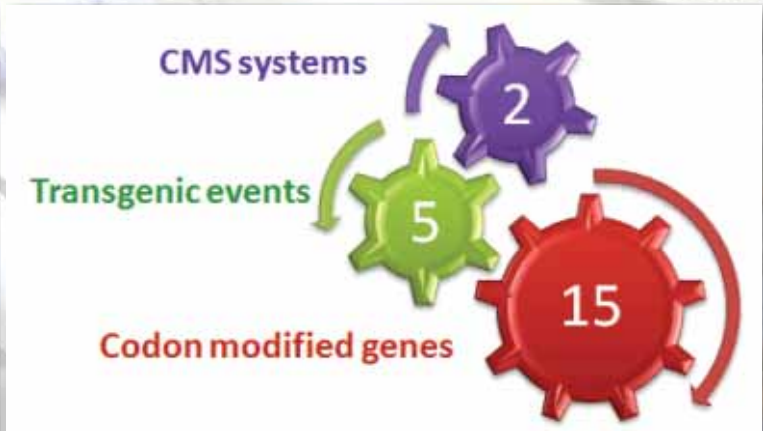 CMS systems
2
Transgenic events
5
15
Codon modified genes